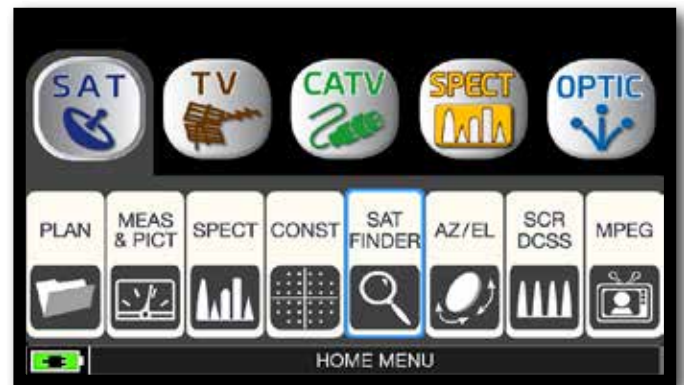 SAT
TV
CATV
SPECT
OPTIC
PLAN
MEAS
& PICT
SPECT
CONST
SAT
FINDER
AZ/EL
SCR
DCSS
MPEG
HOME MENU